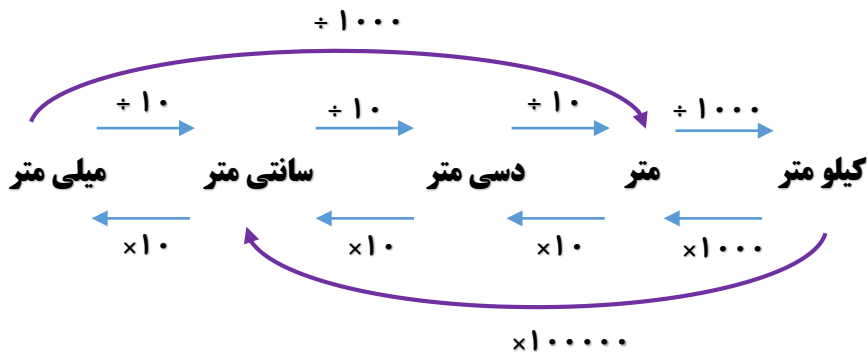 ÷ ۱۰۰۰
÷ ۱۰ ÷ ۱۰ ÷ ۱۰ ÷ ۱۰۰۰
کیلو متر متر دسی متر سانتی متر میلی متر
×۱۰ ×۱۰ ×۱۰ ×۱۰۰۰
×۱۰۰۰۰۰